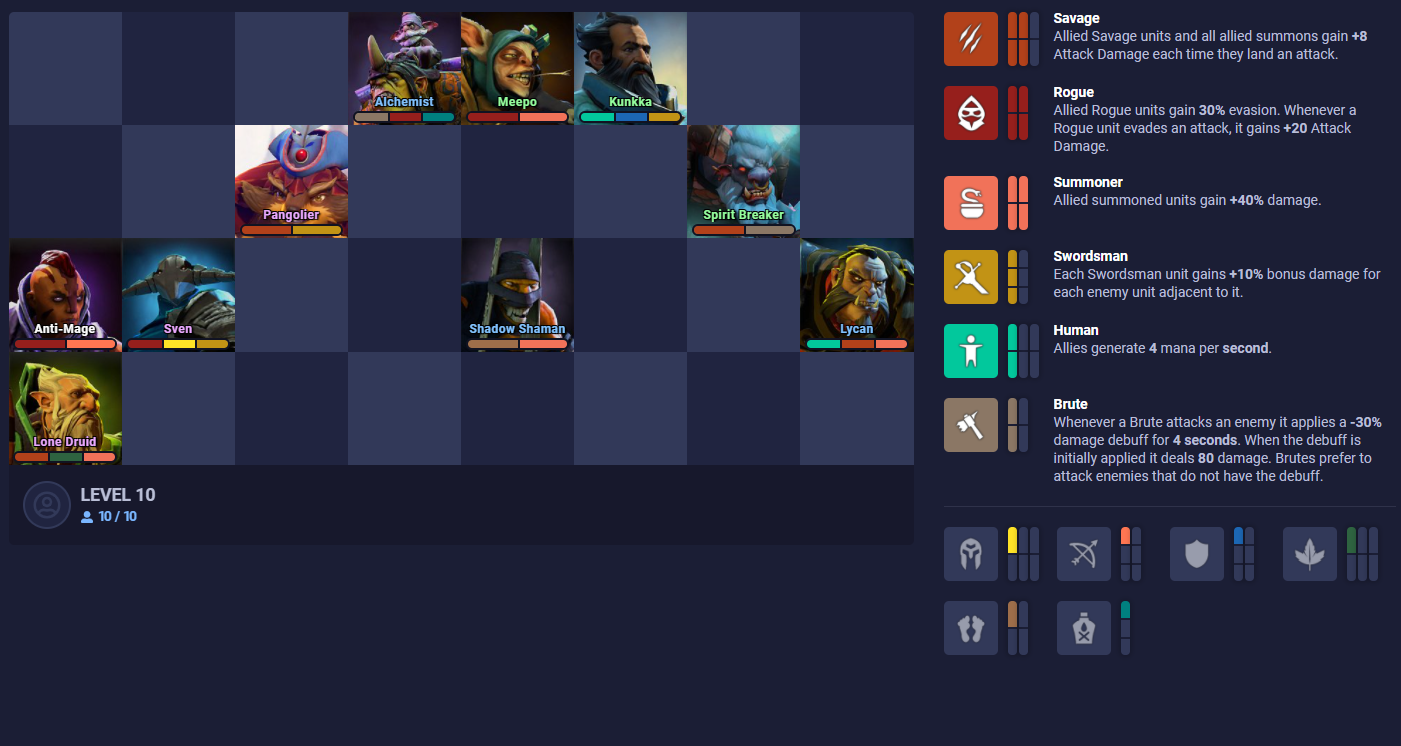 Alchemist
Meepo
Kunkka
Pangolier
Spirit Breaker
Anti-Mage
Sven
Shadow Shaman
Lycan
Lone Druid
LEVEL 10
10 / 10
Savage
Allied Savage units and all allied summons gain +8
Attack Damage each time they land an attack.
Rogue
Allied Rogue units gain 30% evasion. Whenever a
Rogue unit evades an attack, it gains +20 Attack
Damage.
Summoner
Allied summoned units gain +40% damage.
Swordsman
Each Swordsman unit gains +10% bonus damage for
each enemy unit adjacent to it.
Human
Allies generate 4 mana per second.
Brute
Whenever a Brute attacks an enemy it applies a -30%
damage debuff for 4 seconds. When the debuff is
initially applied it deals 80 damage. Brutes prefer to
attack enemies that do not have the debuff.